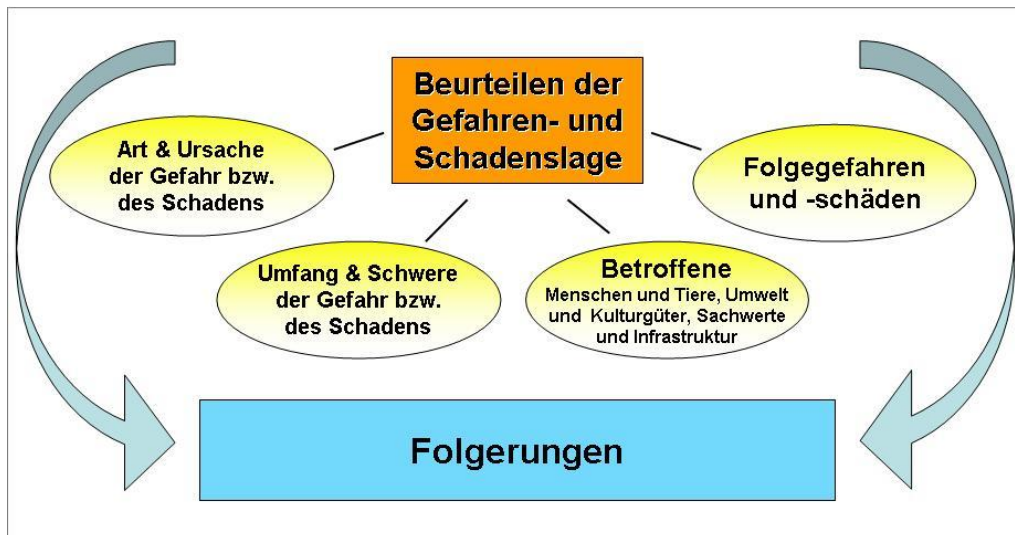 Beurteilen der
Gefahren- und
Schadenslage
Art & Ursache
der Gefahr bzw.
des Schadens
Umfang & Schwere
der Gefahr bzw.
des Schadens
Betroffene
Menschen und Tiere, Umwelt
und Kulturgüter, Sachwerte
und Infrastruktur
Folgegefahren
und -schäden
Folgerungen